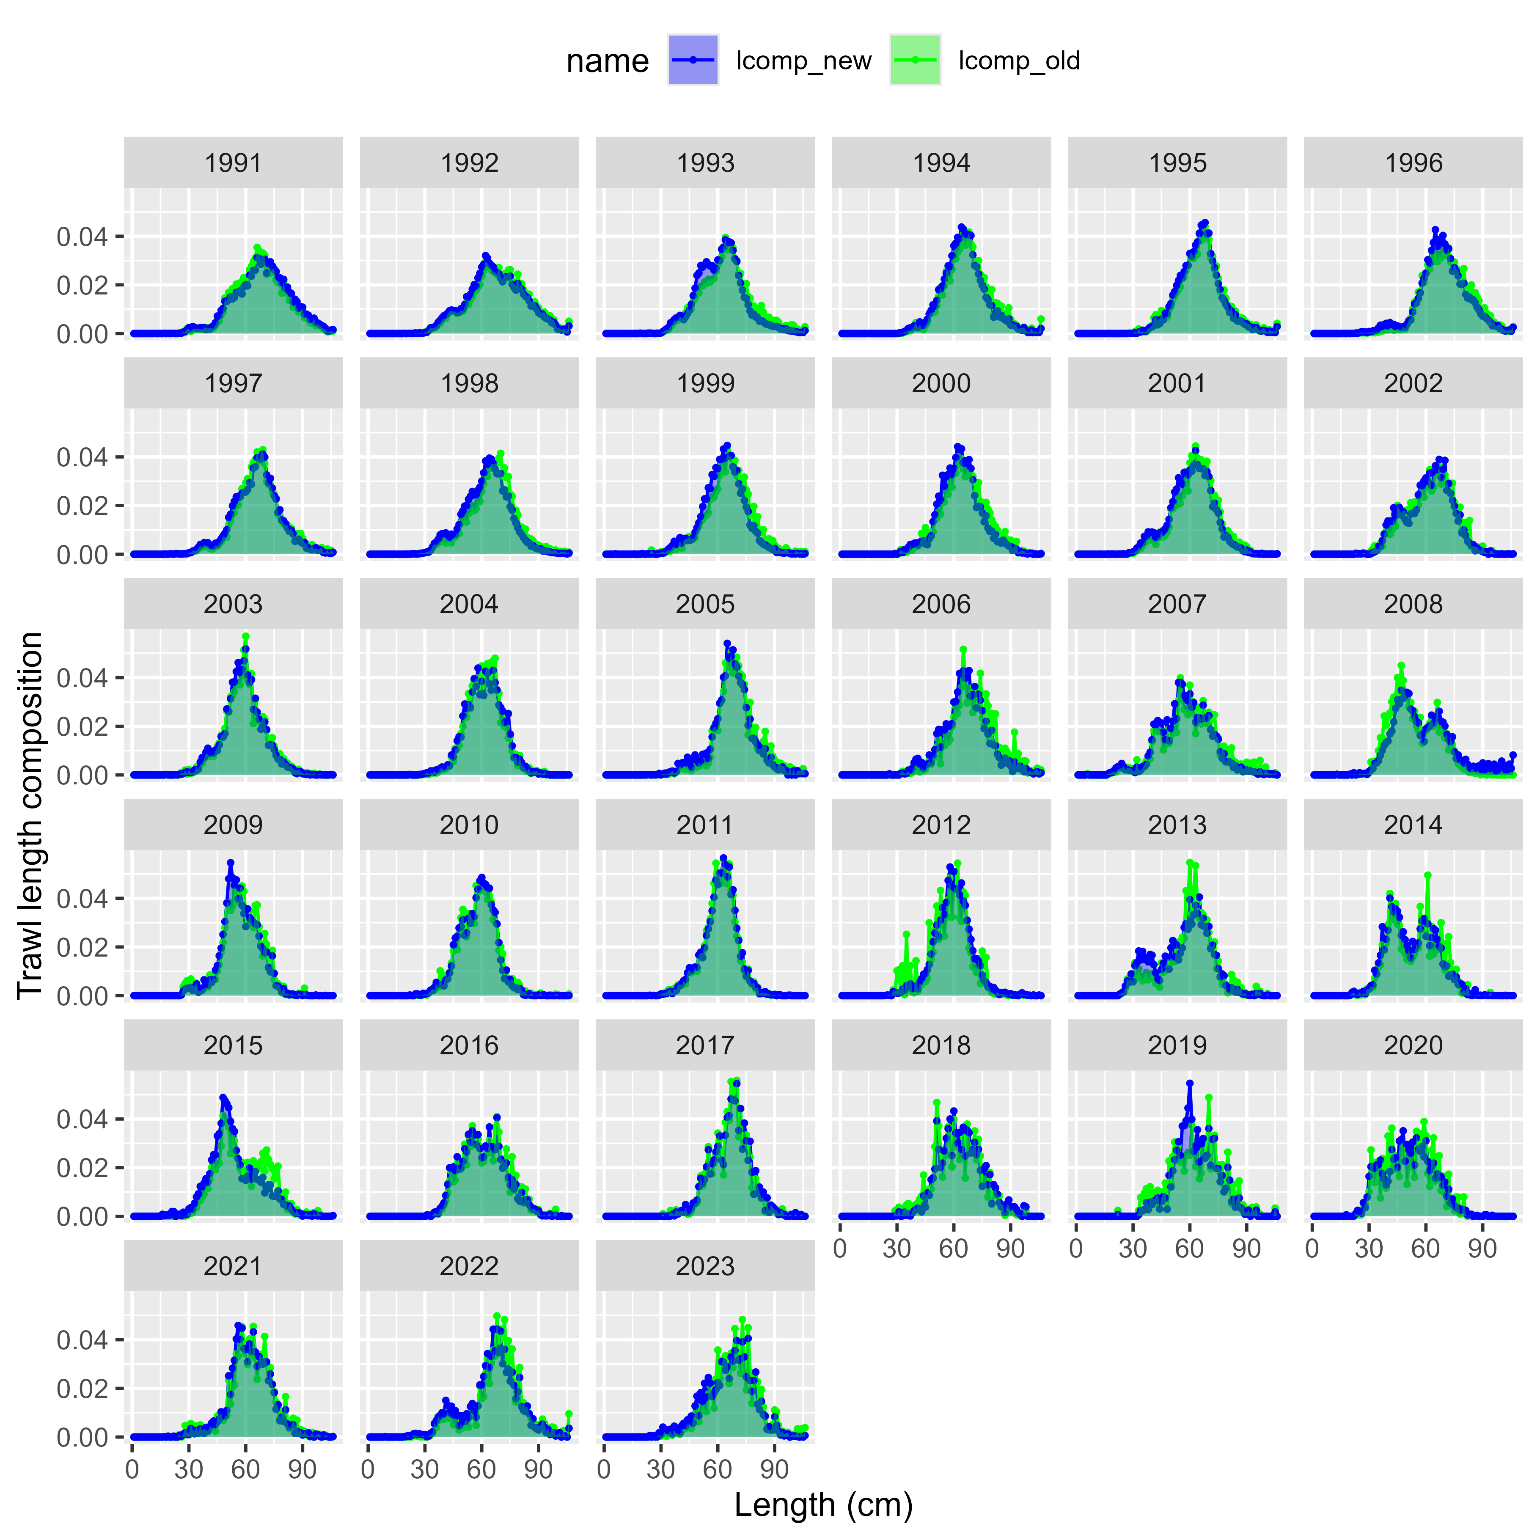 name lcomp_new lcomp_old
1991 1992 1993 1994 1995 1996
0.04
0.02
0.00
1997 1998 1999 2000 2001 2002
0.04
0.02
0.00
2003 2004 2005 2006 2007 2008
0.04
0.02
0.00
2009 2010 2011 2012 2013 2014
0.04
0.02
0.00
2015 2016 2017 2018 2019 2020
0.04
0.02
0.00
0 30 60 90 0 30 60 90 0 30 60 90
2021 2022 2023
0.04
0.02
0.00
0 30 60 90 0 30 60 90 0 30 60 90
Length (cm)
Trawl length composition